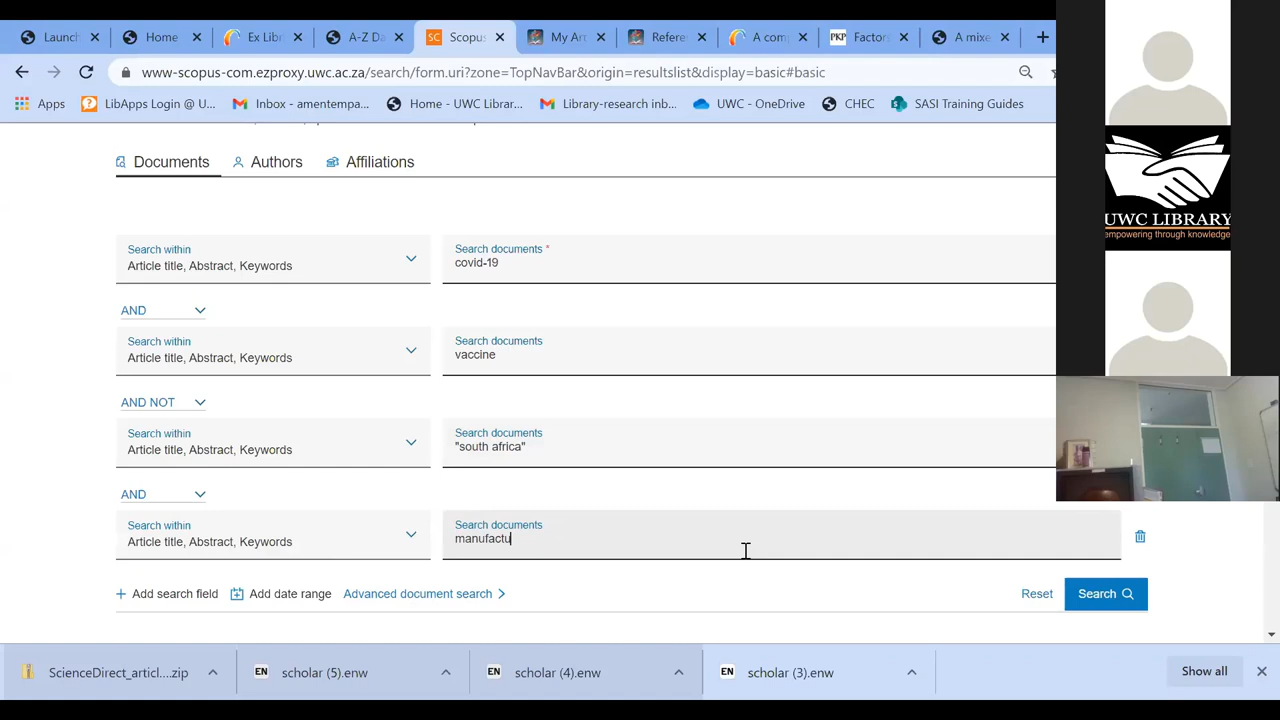 Launch
Home
Ex Libr
A-Z Da
SC Scopus
My Art
Refere
A comp
PKP Factors
A mixe
www-scopus-com.ezproxy.uwc.ac.za/search/form.uri?zone=TopNavBar&origin=resultslist&display=basic#basic
Apps
LibApps Login @ U...
Inbox - amentempa...
Home - UWC Librar...
Library-research inb...
UWC - OneDrive
CHEC
SASI Training Guides
Documents
Authors
Affiliations
Search within
Article title, Abstract, Keywords
Search documents *
covid-19
AND
Search within
Article title, Abstract, Keywords
Search documents
vaccine
AND NOT
Search within
Article title, Abstract, Keywords
Search documents
"south africa"
AND
Search within
Article title, Abstract, Keywords
Search documents
manufactu
Add search field
Add date range
Advanced document search
Reset
Search
ScienceDirect_articl....zip
EN scholar (5).enw
EN scholar (4).enw
EN scholar (3).enw
Show all
UWC LIBRARY
empowering through knowledge